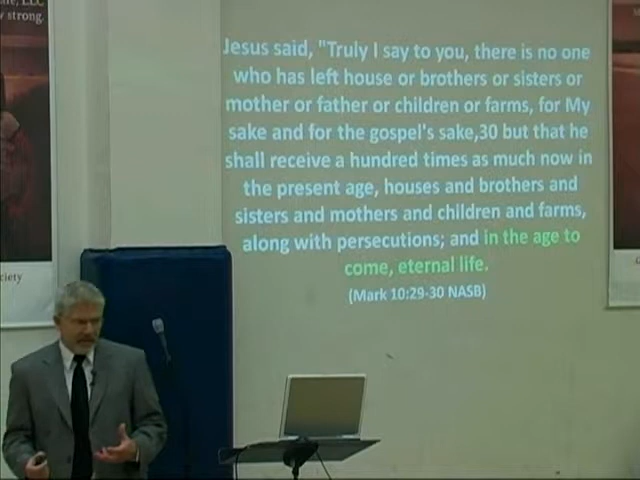 LLC
strong.
Jesus said, "Truly I say to you, there is no one
who has left house or brothers or sisters or
mother or father or children or farms, for My
sake and for the gospel's sake,30 but that he
shall receive a hundred times as much now in
the present age, houses and brothers and
sisters and mothers and children and farms,
along with persecutions; and in the age to
come, eternal life.
(Mark 10:29-30 NASB)
ciety